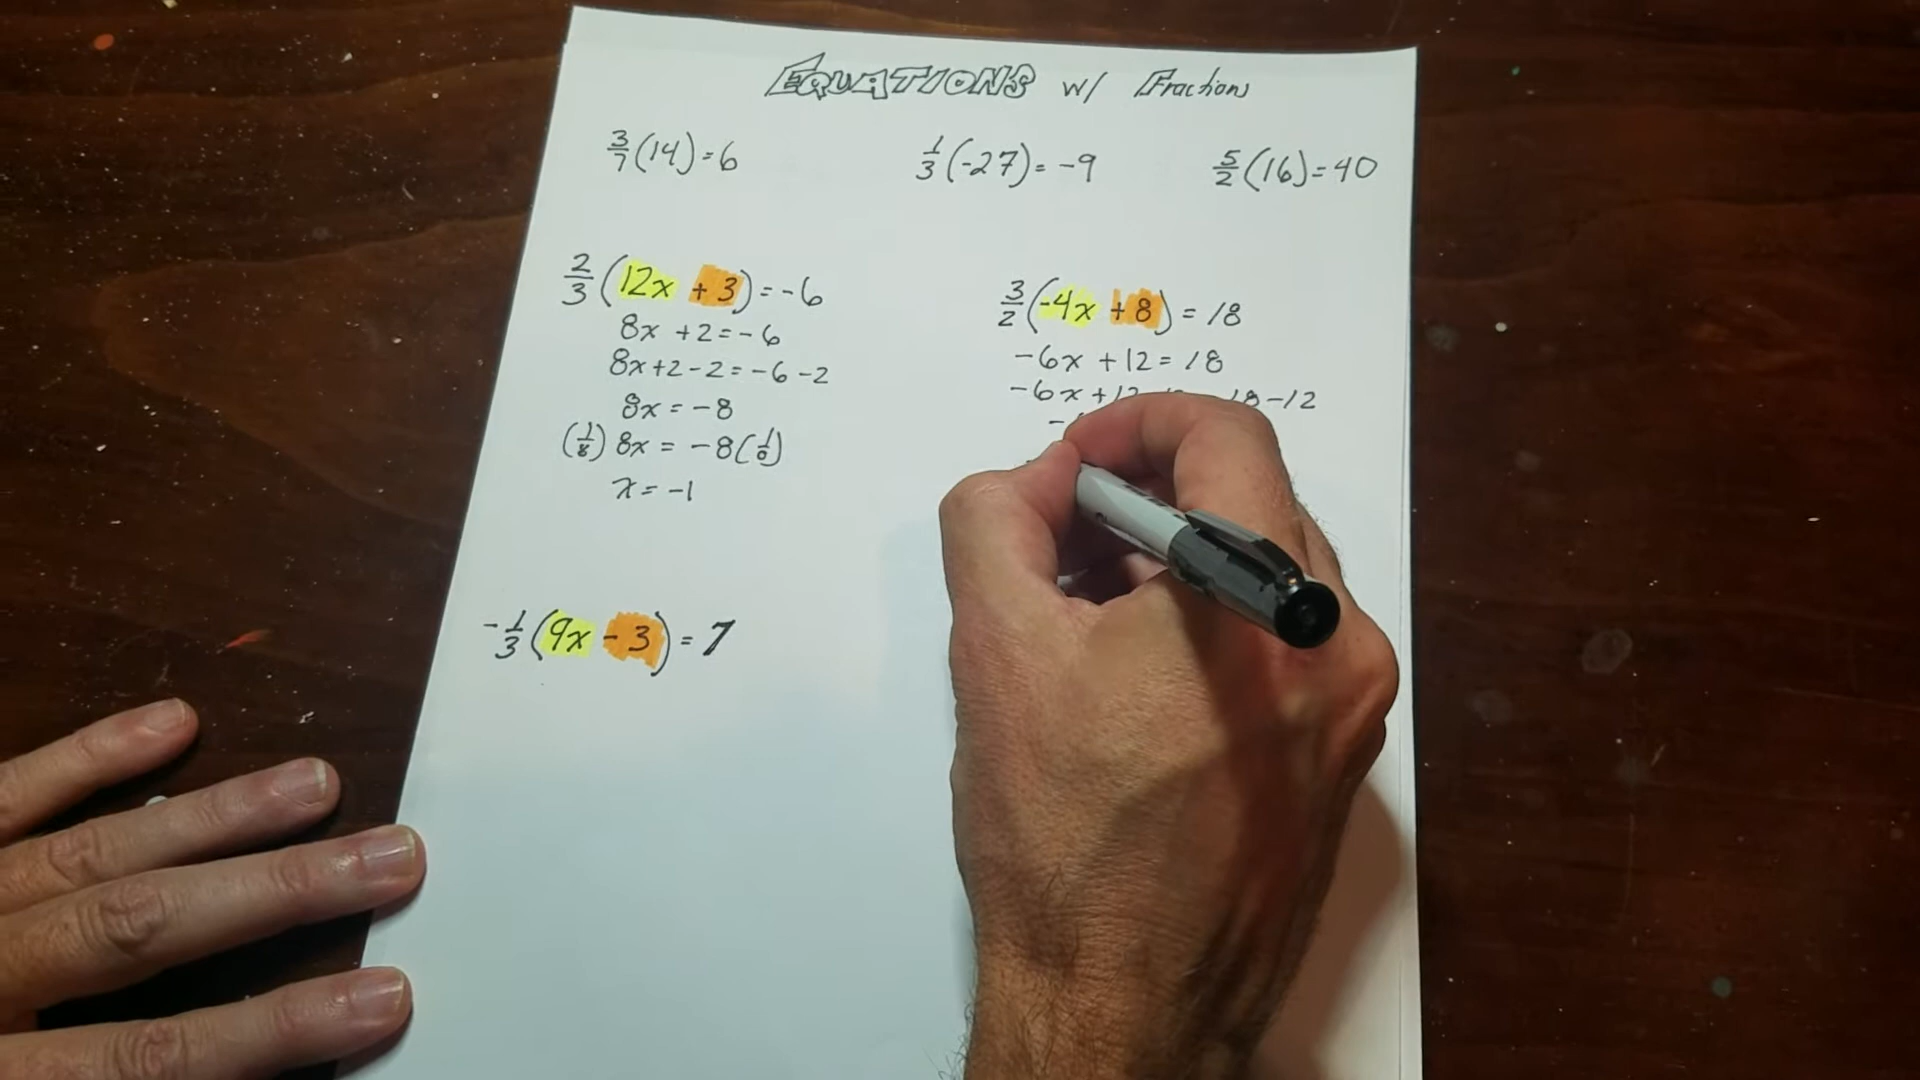 EQUATIONS w/ Fractions
3/7 (14) = 6
1/3 (-27) = -9
5/2 (16) = 40
2/3 (12x + 3) = -6
8x + 2 = -6
8x + 2 - 2 = -6 - 2
8x = -8
(1/8) 8x = -8 (1/8)
x = -1
3/2 (-4x + 8) = 18
-6x + 12 = 18
-6x + 12 18 - 12
-1/3 (9x - 3) = 7